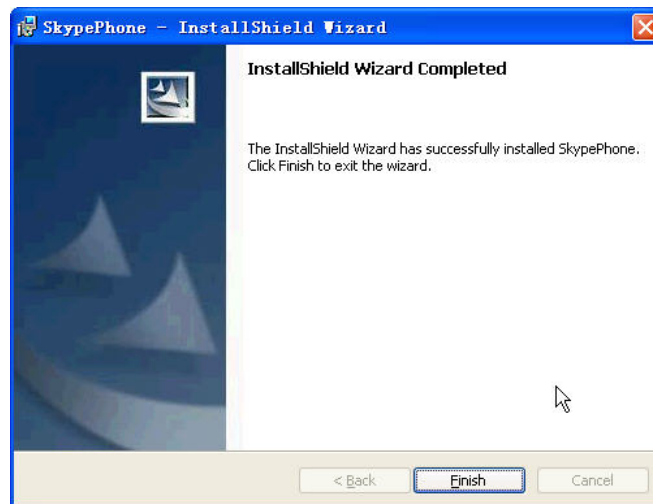 SkypePhone - InstallShield Wizard
InstallShield Wizard Completed
The InstallShield Wizard has successfully installed SkypePhone.
Click Finish to exit the wizard.
< Back Finish Cancel